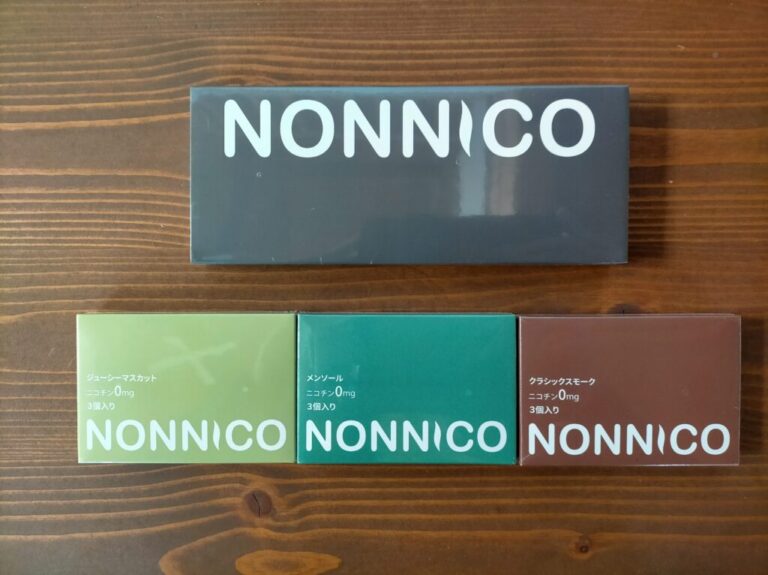 NONNICO
ジューシーマスカット
ニコチン0mg
3個入り
NONNICO
メンソール
ニコチン0mg
3個入り
NONNICO
クラシックスモーク
ニコチン0mg
3個入り
NONNICO